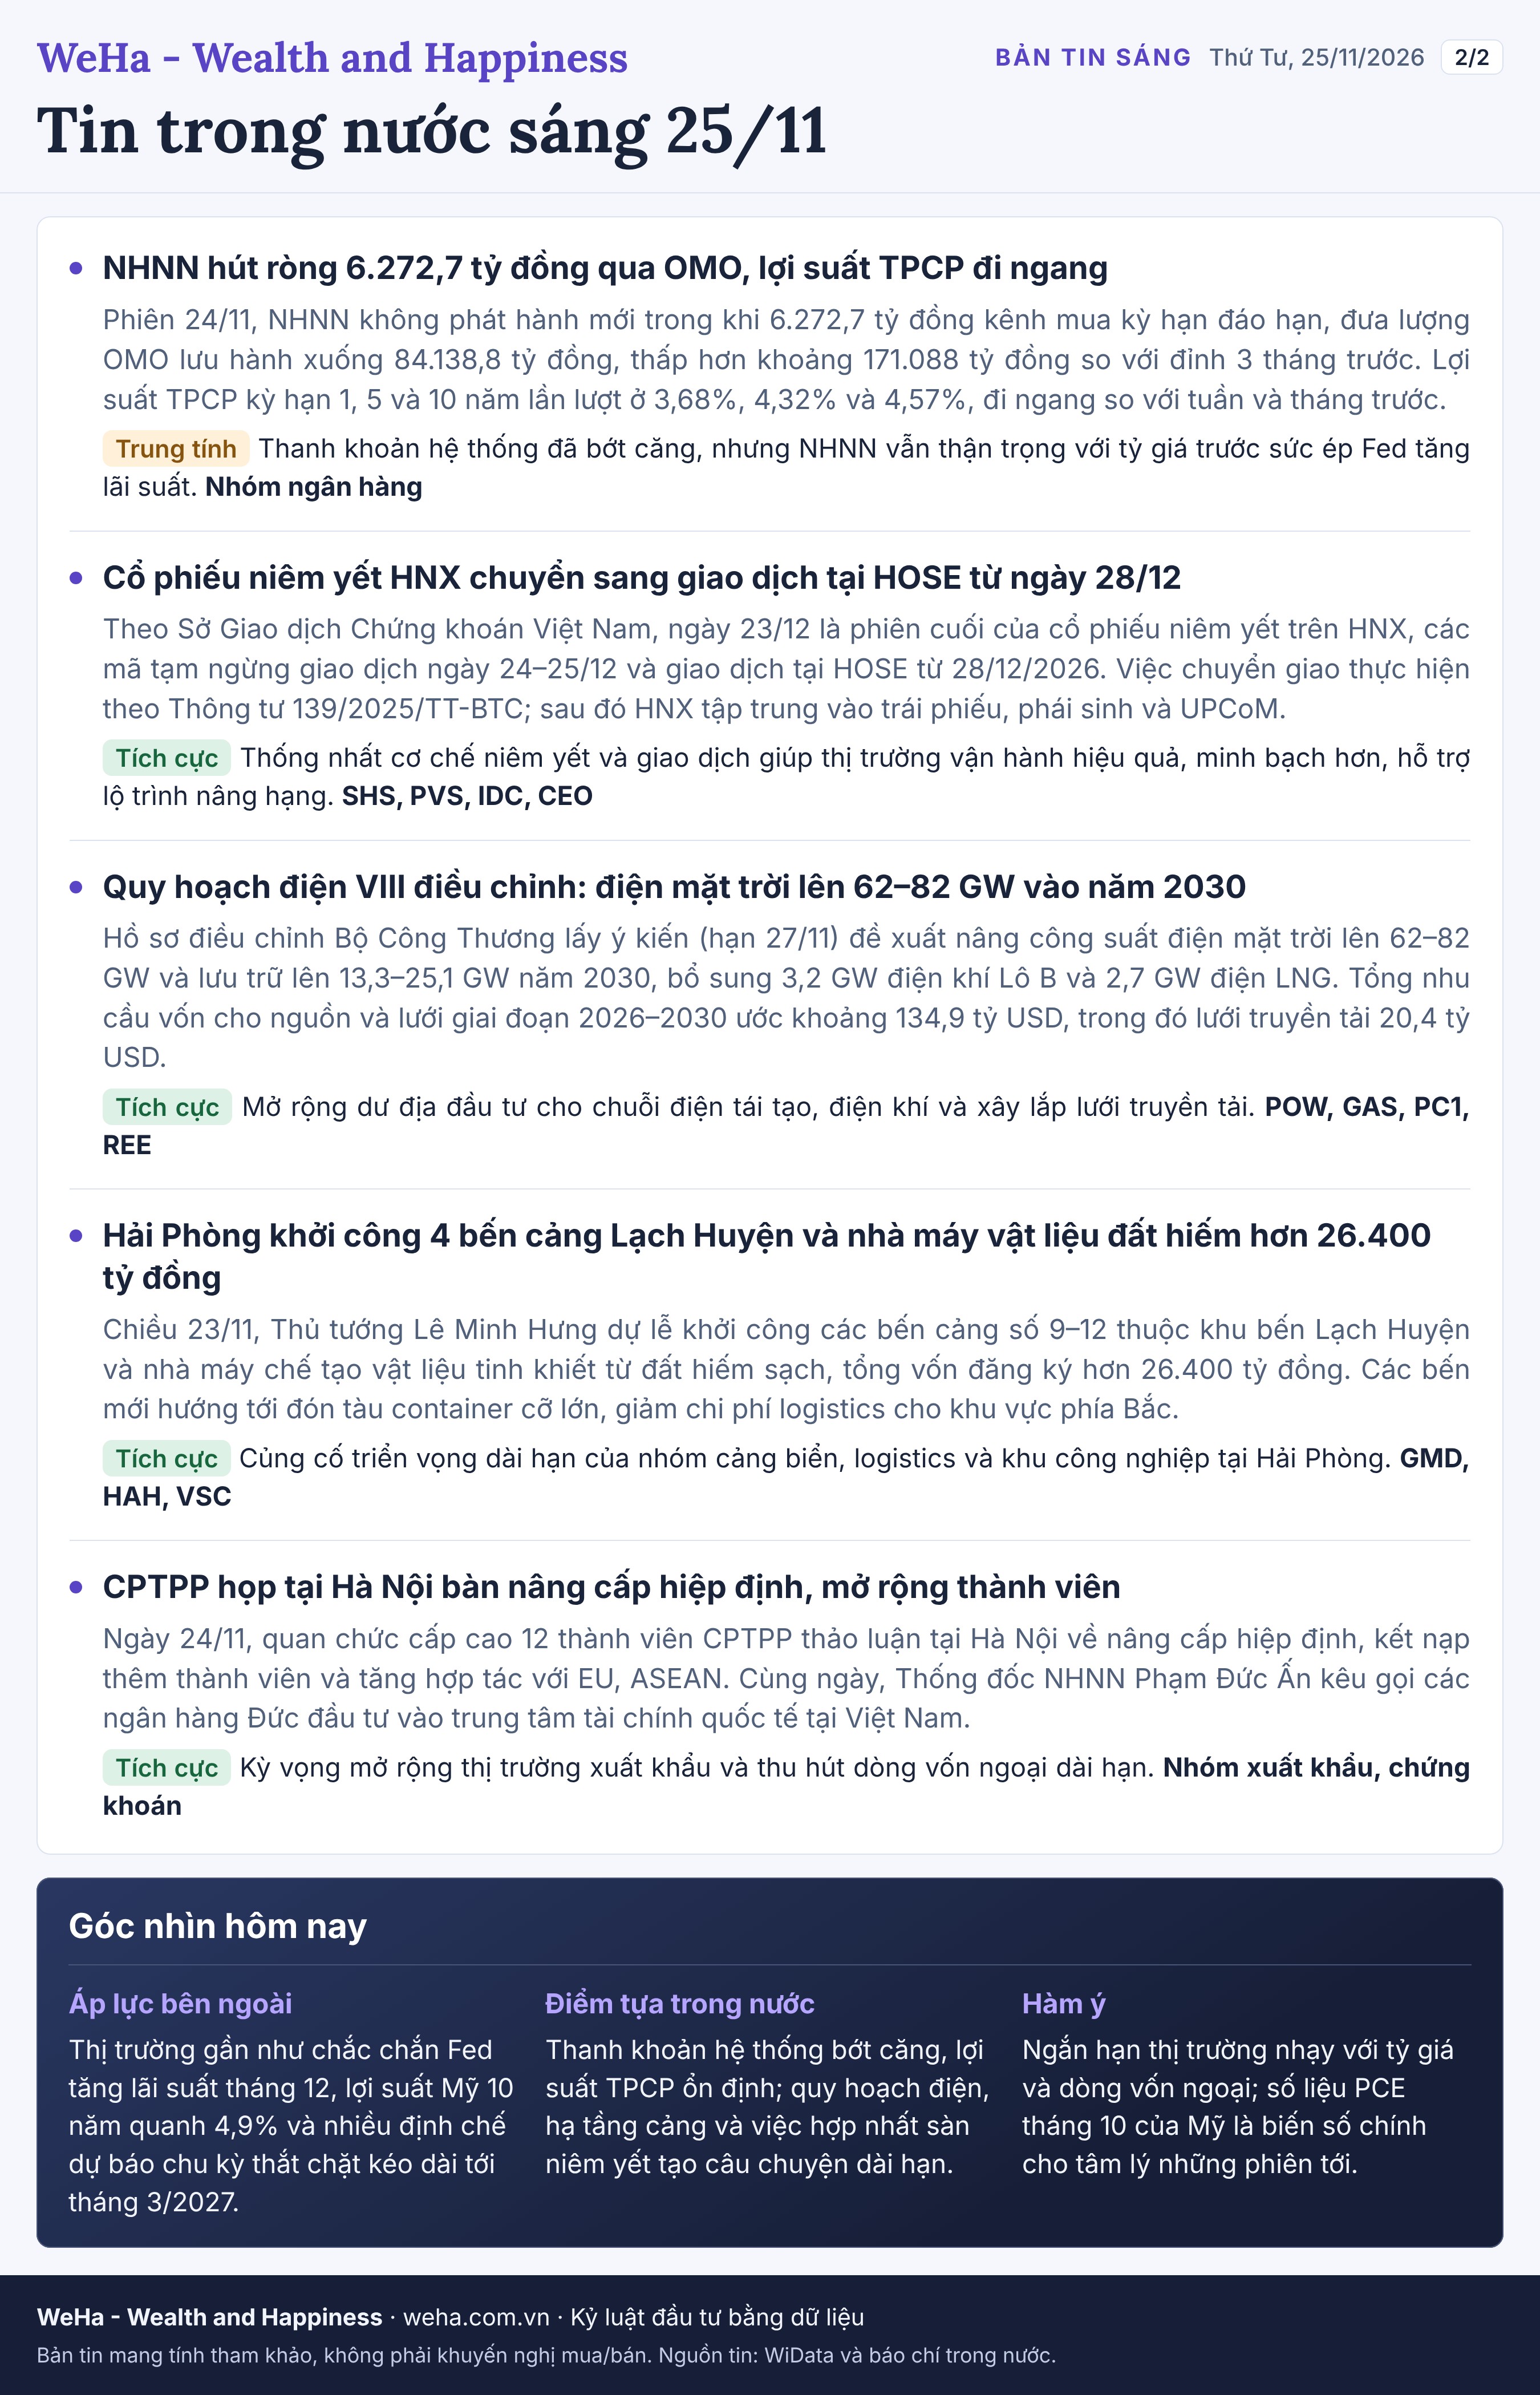 WeHa - Wealth and Happiness
BẢN TIN SÁNG Thứ Tư, 25/11/2026 2/2
Tin trong nước sáng 25/11
NHNN hút ròng 6.272,7 tỷ đồng qua OMO, lợi suất TPCP đi ngang
Phiên 24/11, NHNN không phát hành mới trong khi 6.272,7 tỷ đồng kênh mua kỳ hạn đáo hạn, đưa lượng
OMO lưu hành xuống 84.138,8 tỷ đồng, thấp hơn khoảng 171.088 tỷ đồng so với đỉnh 3 tháng trước. Lợi
suất TPCP kỳ hạn 1, 5 và 10 năm lần lượt ở 3,68%, 4,32% và 4,57%, đi ngang so với tuần và tháng trước.
Trung tính Thanh khoản hệ thống đã bớt căng, nhưng NHNN vẫn thận trọng với tỷ giá trước sức ép Fed tăng
lãi suất. Nhóm ngân hàng
Cổ phiếu niêm yết HNX chuyển sang giao dịch tại HOSE từ ngày 28/12
Theo Sở Giao dịch Chứng khoán Việt Nam, ngày 23/12 là phiên cuối của cổ phiếu niêm yết trên HNX, các
mã tạm ngừng giao dịch ngày 24–25/12 và giao dịch tại HOSE từ 28/12/2026. Việc chuyển giao thực hiện
theo Thông tư 139/2025/TT-BTC; sau đó HNX tập trung vào trái phiếu, phái sinh và UPCoM.
Tích cực Thống nhất cơ chế niêm yết và giao dịch giúp thị trường vận hành hiệu quả, minh bạch hơn, hỗ trợ
lộ trình nâng hạng. SHS, PVS, IDC, CEO
Quy hoạch điện VIII điều chỉnh: điện mặt trời lên 62–82 GW vào năm 2030
Hồ sơ điều chỉnh Bộ Công Thương lấy ý kiến (hạn 27/11) đề xuất nâng công suất điện mặt trời lên 62–82
GW và lưu trữ lên 13,3–25,1 GW năm 2030, bổ sung 3,2 GW điện khí Lô B và 2,7 GW điện LNG. Tổng nhu
cầu vốn cho nguồn và lưới giai đoạn 2026–2030 ước khoảng 134,9 tỷ USD, trong đó lưới truyền tải 20,4 tỷ
USD.
Tích cực Mở rộng dư địa đầu tư cho chuỗi điện tái tạo, điện khí và xây lắp lưới truyền tải. POW, GAS, PC1,
REE
Hải Phòng khởi công 4 bến cảng Lạch Huyện và nhà máy vật liệu đất hiếm hơn 26.400
tỷ đồng
Chiều 23/11, Thủ tướng Lê Minh Hưng dự lễ khởi công các bến cảng số 9–12 thuộc khu bến Lạch Huyện
và nhà máy chế tạo vật liệu tinh khiết từ đất hiếm sạch, tổng vốn đăng ký hơn 26.400 tỷ đồng. Các bến
mới hướng tới đón tàu container cỡ lớn, giảm chi phí logistics cho khu vực phía Bắc.
Tích cực Củng cố triển vọng dài hạn của nhóm cảng biển, logistics và khu công nghiệp tại Hải Phòng. GMD,
HAH, VSC
CPTPP họp tại Hà Nội bàn nâng cấp hiệp định, mở rộng thành viên
Ngày 24/11, quan chức cấp cao 12 thành viên CPTPP thảo luận tại Hà Nội về nâng cấp hiệp định, kết nạp
thêm thành viên và tăng hợp tác với EU, ASEAN. Cùng ngày, Thống đốc NHNN Phạm Đức Ấn kêu gọi các
ngân hàng Đức đầu tư vào trung tâm tài chính quốc tế tại Việt Nam.
Tích cực Kỳ vọng mở rộng thị trường xuất khẩu và thu hút dòng vốn ngoại dài hạn. Nhóm xuất khẩu, chứng
khoán
Góc nhìn hôm nay
Áp lực bên ngoài
Thị trường gần như chắc chắn Fed
tăng lãi suất tháng 12, lợi suất Mỹ 10
năm quanh 4,9% và nhiều định chế
dự báo chu kỳ thắt chặt kéo dài tới
tháng 3/2027.
Điểm tựa trong nước
Thanh khoản hệ thống bớt căng, lợi
suất TPCP ổn định; quy hoạch điện,
hạ tầng cảng và việc hợp nhất sàn
niêm yết tạo câu chuyện dài hạn.
Hàm ý
Ngắn hạn thị trường nhạy với tỷ giá
và dòng vốn ngoại; số liệu PCE
tháng 10 của Mỹ là biến số chính
cho tâm lý những phiên tới.
WeHa - Wealth and Happiness · weha.com.vn · Kỷ luật đầu tư bằng dữ liệu
Bản tin mang tính tham khảo, không phải khuyến nghị mua/bán. Nguồn tin: WiData và báo chí trong nước.